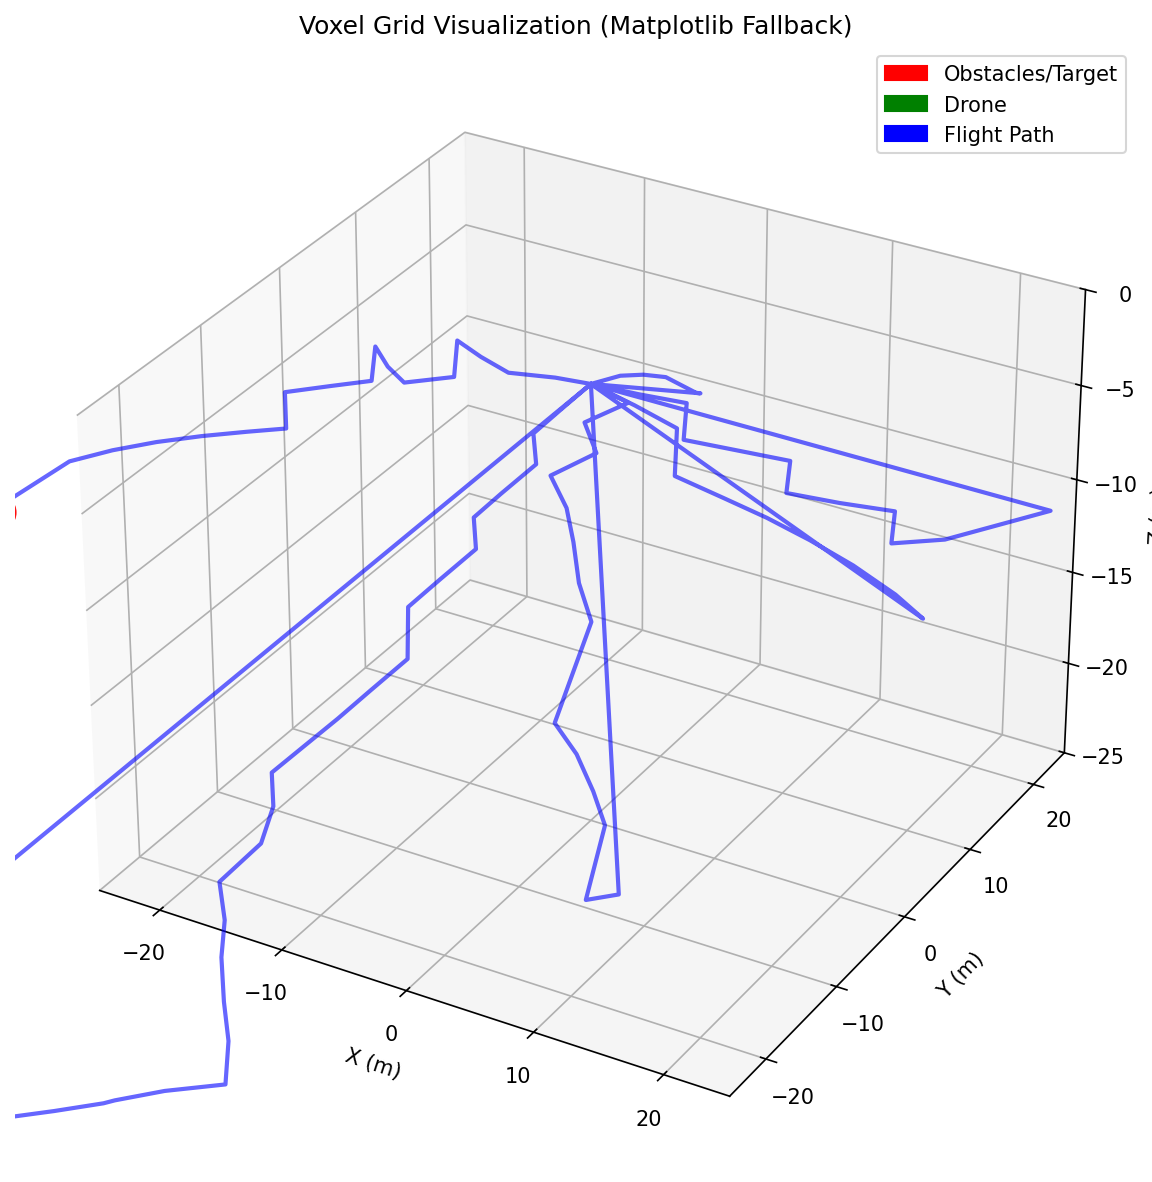 Voxel Grid Visualization (Matplotlib Fallback)
Obstacles/Target
Drone
Flight Path
0
−5
−10
−15
−20
−25
20
10
0
−10
−20
Y (m)
−20
−10
0
10
20
X (m)